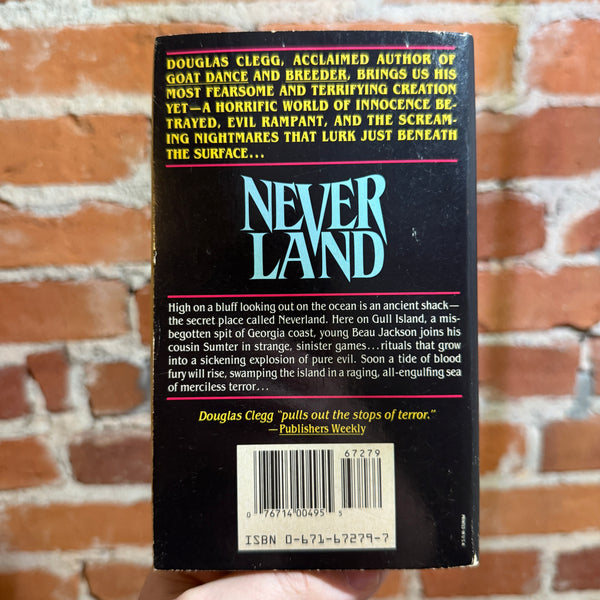 DOUGLAS CLEGG, ACCLAIMED AUTHOR OF
GOAT DANCE AND BREEDER, BRINGS US HIS
MOST FEARSOME AND TERRIFYING CREATION
YET—A HORRIFIC WORLD OF INNOCENCE BE-
TRAYED, EVIL RAMPANT, AND THE SCREAM-
ING NIGHTMARES THAT LURK JUST BENEATH
THE SURFACE...
NEVER
LAND
High on a bluff looking out on the ocean is an ancient shack—
the secret place called Neverland. Here on Gull Island, a mis-
begotten spit of Georgia coast, young Beau Jackson joins his
cousin Sumter in strange, sinister games...rituals that grow
into a sickening explosion of pure evil. Soon a tide of blood
fury will rise, swamping the island in a raging, all-engulfing sea
of merciless terror...
Douglas Clegg "pulls out the stops of terror."
—Publishers Weekly
67279
0 76714 00495 5
ISBN 0-671-67279-7